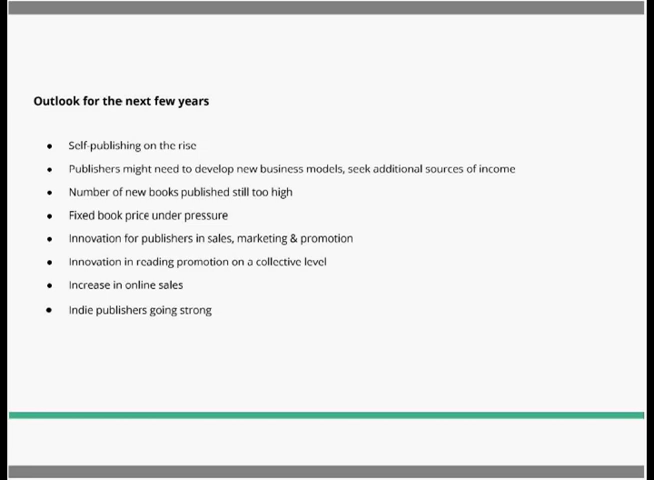 Outlook for the next few years
• Self-publishing on the rise
• Publishers might need to develop new business models, seek additional sources of income
• Number of new books published still too high
• Fixed book price under pressure
• Innovation for publishers in sales, marketing & promotion
• Innovation in reading promotion on a collective level
• Increase in online sales
• Indie publishers going strong